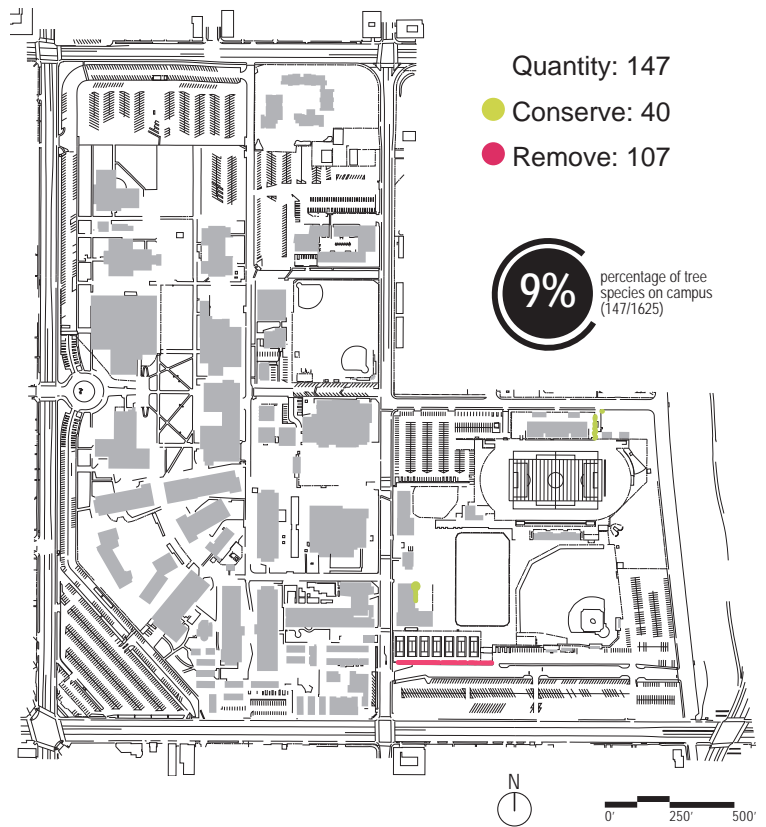 Quantity: 147
Conserve: 40
Remove: 107
9%
percentage of tree
species on campus
(147/1625)
N
0' 250' 500'